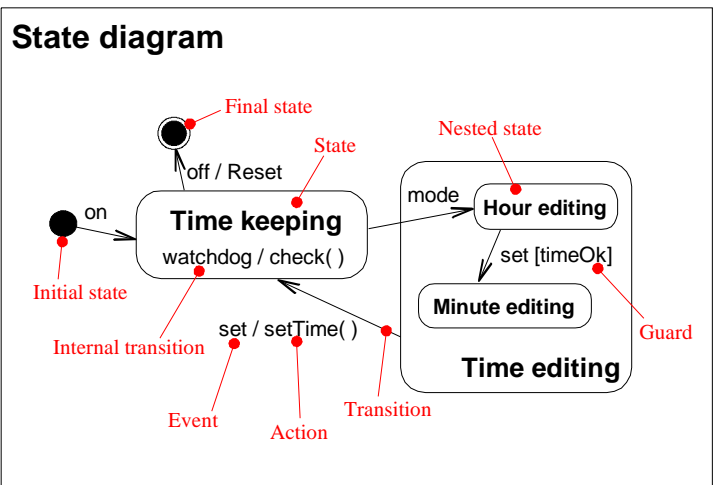 State diagram
Final state
Nested state
State
off / Reset
mode
on
Time keeping
Hour editing
watchdog / check( )
set [timeOk]
Initial state
Minute editing
set / setTime( )
Guard
Internal transition
Time editing
Transition
Event
Action